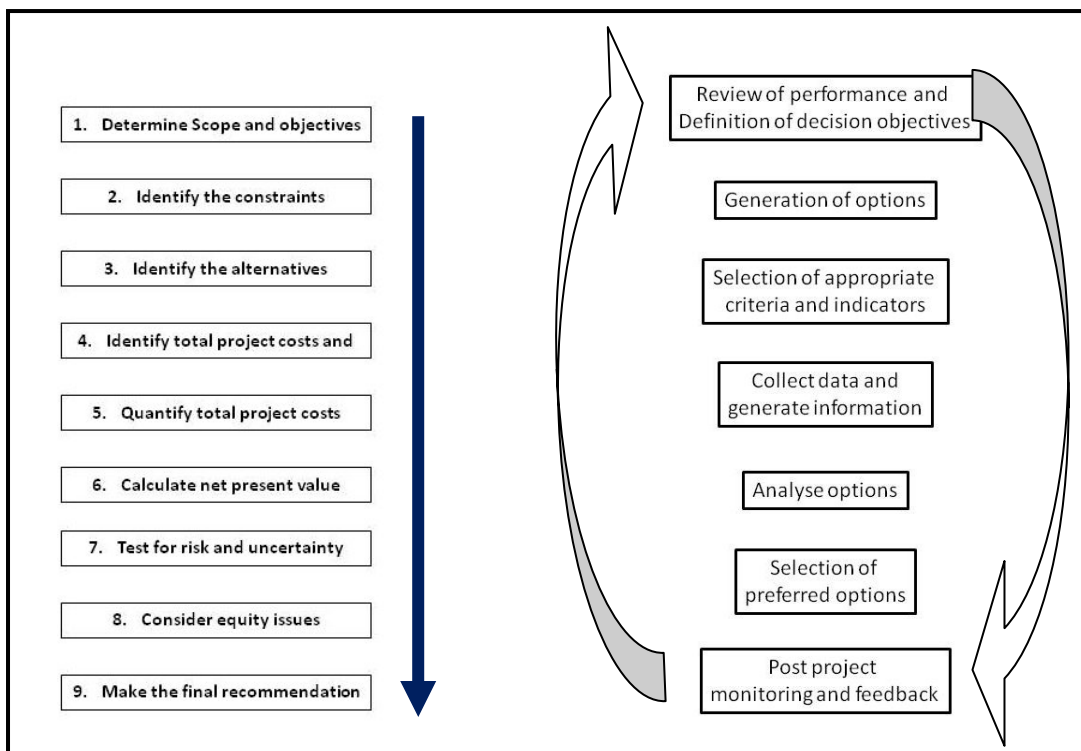 1. Determine Scope and objectives
2. Identify the constraints
3. Identify the alternatives
4. Identify total project costs and
5. Quantify total project costs
6. Calculate net present value
7. Test for risk and uncertainty
8. Consider equity issues
9. Make the final recommendation
Review of performance and
Definition of decision objectives
Generation of options
Selection of appropriate
criteria and indicators
Collect data and
generate information
Analyse options
Selection of
preferred options
Post project
monitoring and feedback